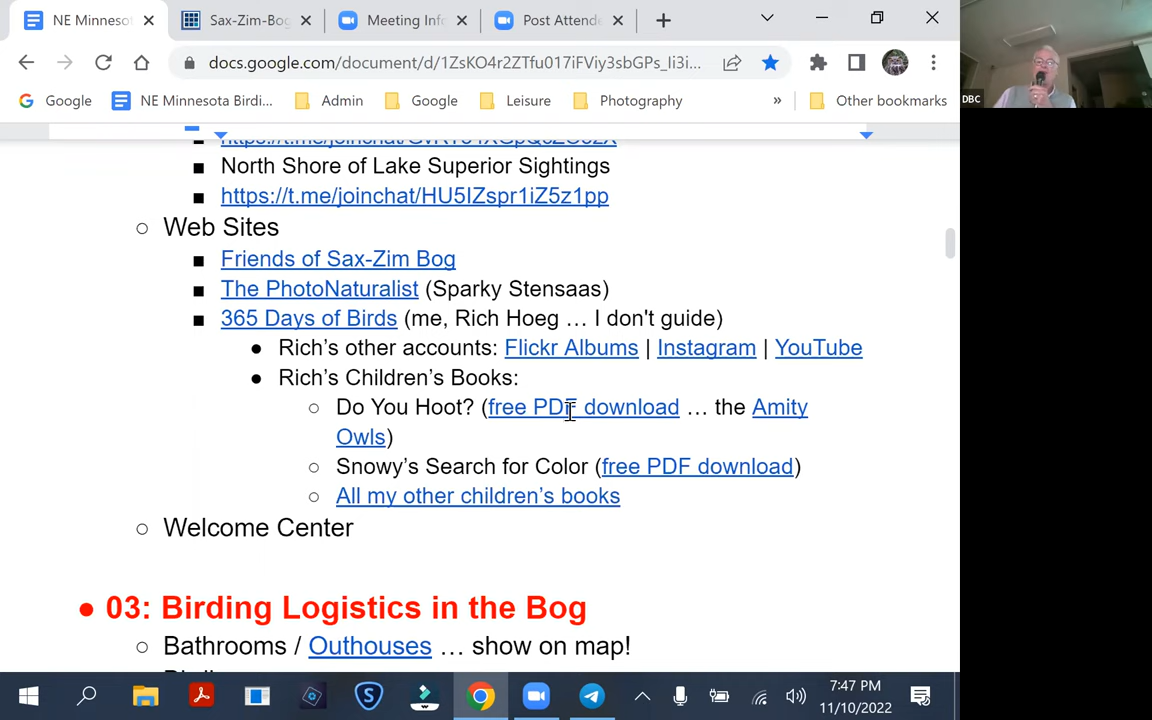 NE Minneso
Sax-Zim-Bog
Meeting Info
Post Attende
docs.google.com/document/d/1ZsKO4r2ZTfu017iFViy3sbGPs_Ii3i...
Google
NE Minnesota Birdi...
Admin
Google
Leisure
Photography
»
Other bookmarks
DBC
North Shore of Lake Superior Sightings
https://t.me/joinchat/HU5IZspr1iZ5z1pp
Web Sites
Friends of Sax-Zim Bog
The PhotoNaturalist (Sparky Stensaas)
365 Days of Birds (me, Rich Hoeg … I don't guide)
Rich’s other accounts: Flickr Albums | Instagram | YouTube
Rich’s Children’s Books:
Do You Hoot? (free PDF download … the Amity
Owls)
Snowy’s Search for Color (free PDF download)
All my other children’s books
Welcome Center
03: Birding Logistics in the Bog
Bathrooms / Outhouses … show on map!
7:47 PM
11/10/2022